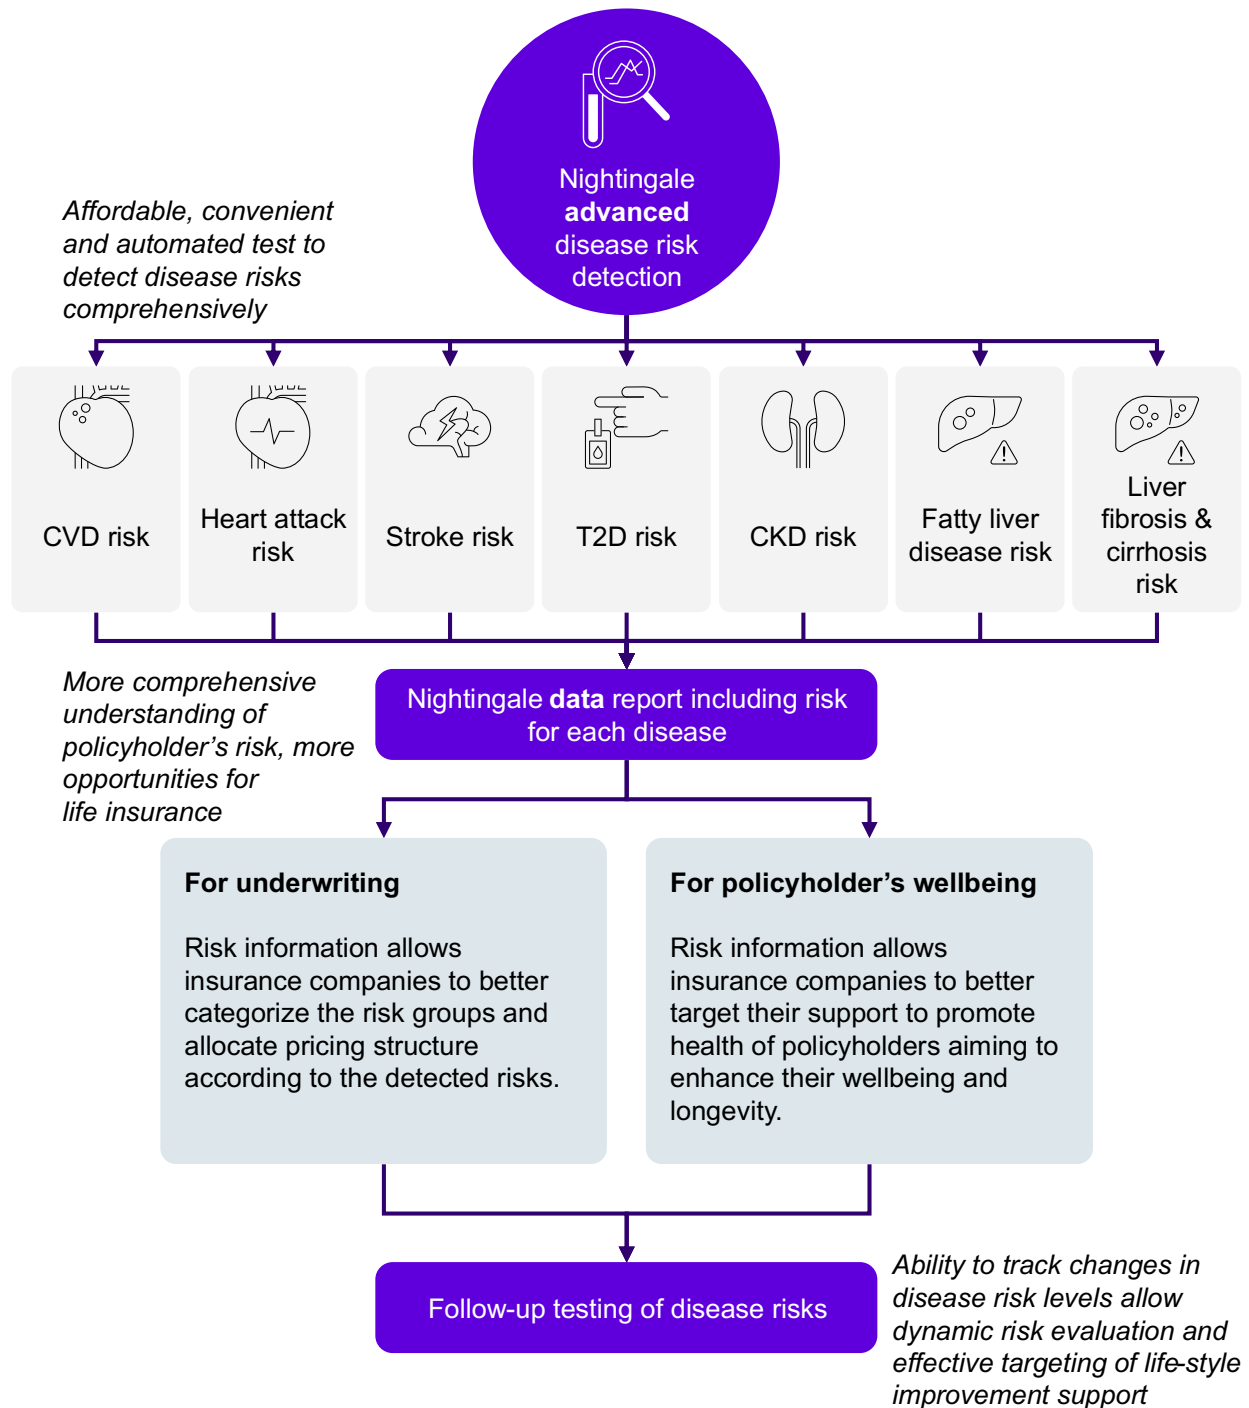 Nightingale
advanced
disease risk
detection
Affordable, convenient
and automated test to
detect disease risks
comprehensively
CVD risk
Heart attack
risk
Stroke risk
T2D risk
CKD risk
Fatty liver
disease risk
Liver
fibrosis &
cirrhosis
risk
More comprehensive
understanding of
policyholder’s risk, more
opportunities for
life insurance
Nightingale data report including risk
for each disease
For underwriting
Risk information allows
insurance companies to better
categorize the risk groups and
allocate pricing structure
according to the detected risks.
For policyholder’s wellbeing
Risk information allows
insurance companies to better
target their support to promote
health of policyholders aiming to
enhance their wellbeing and
longevity.
Follow-up testing of disease risks
Ability to track changes in
disease risk levels allow
dynamic risk evaluation and
effective targeting of life-style
improvement support